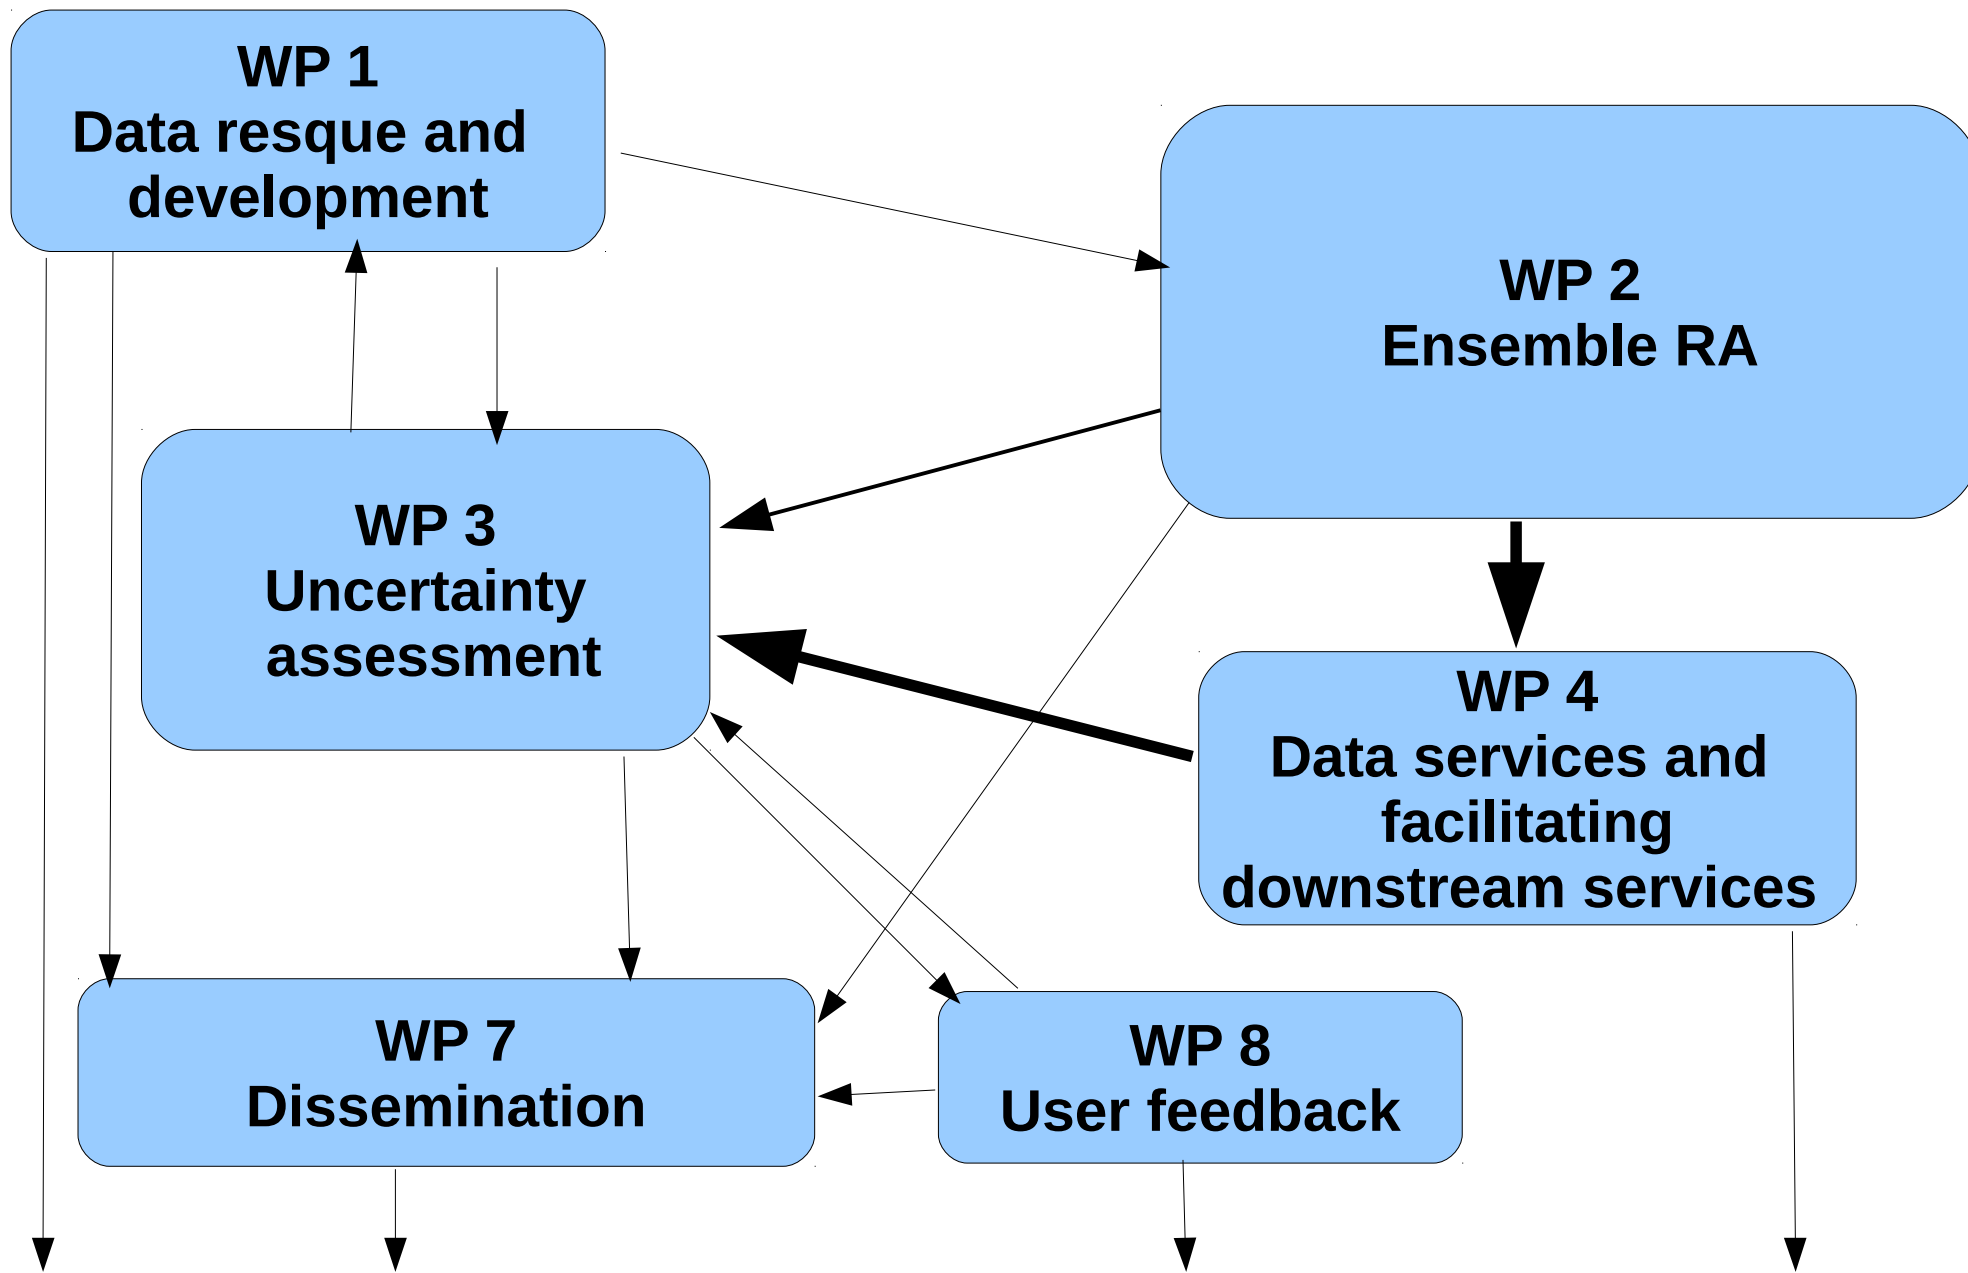 WP 1
Data resque and
development
WP 2
Ensemble RA
WP 3
Uncertainty
assessment
WP 4
Data services and
facilitating
downstream services
WP 7
Dissemination
WP 8
User feedback